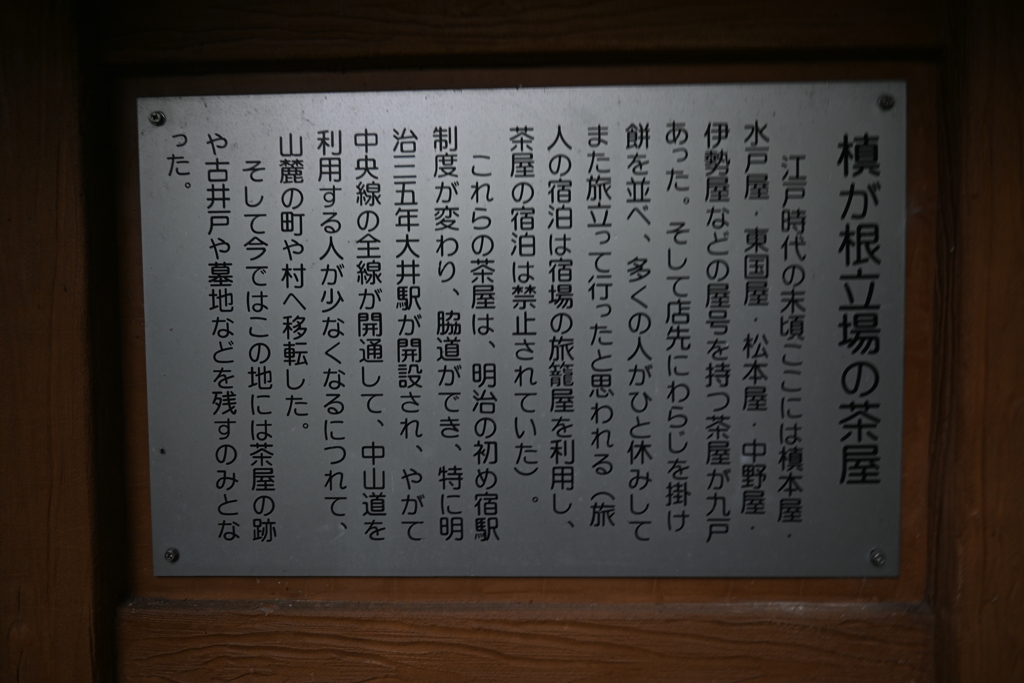 槙が根立場の茶屋
江戸時代の末頃ここには槙本屋・
水戸屋・東国屋・松本屋・中野屋・
伊勢屋などの屋号を持つ茶屋が九戸
あった。そして店先にわらじを掛け
餅を並べ、多くの人がひと休みして
また旅立って行ったと思われる（旅
人の宿泊は宿場の旅籠屋を利用し、
茶屋の宿泊は禁止されていた）。
これらの茶屋は、明治の初め宿駅
制度が変わり、脇道ができ、特に明
治三五年大井駅が開設され、やがて
中央線の全線が開通して、中山道を
利用する人が少なくなるにつれて、
山麓の町や村へ移転した。
そして今ではこの地には茶屋の跡
や古井戸や墓地などを残すのみとな
った。